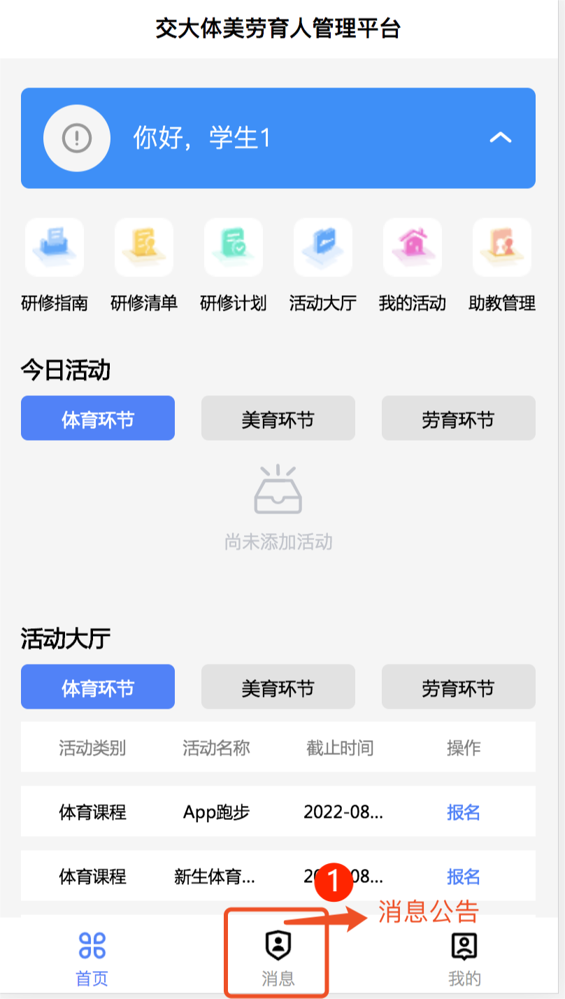 交大体美劳育人管理平台
你好，学生1
研修指南 研修清单 研修计划 活动大厅 我的活动 助教管理
今日活动
体育环节 美育环节 劳育环节
尚未添加活动
活动大厅
体育环节 美育环节 劳育环节
活动类别 活动名称 截止时间 操作
体育课程 App跑步 2022-08... 报名
体育课程 新生体育... 报名
1
消息公告
首页 消息 我的